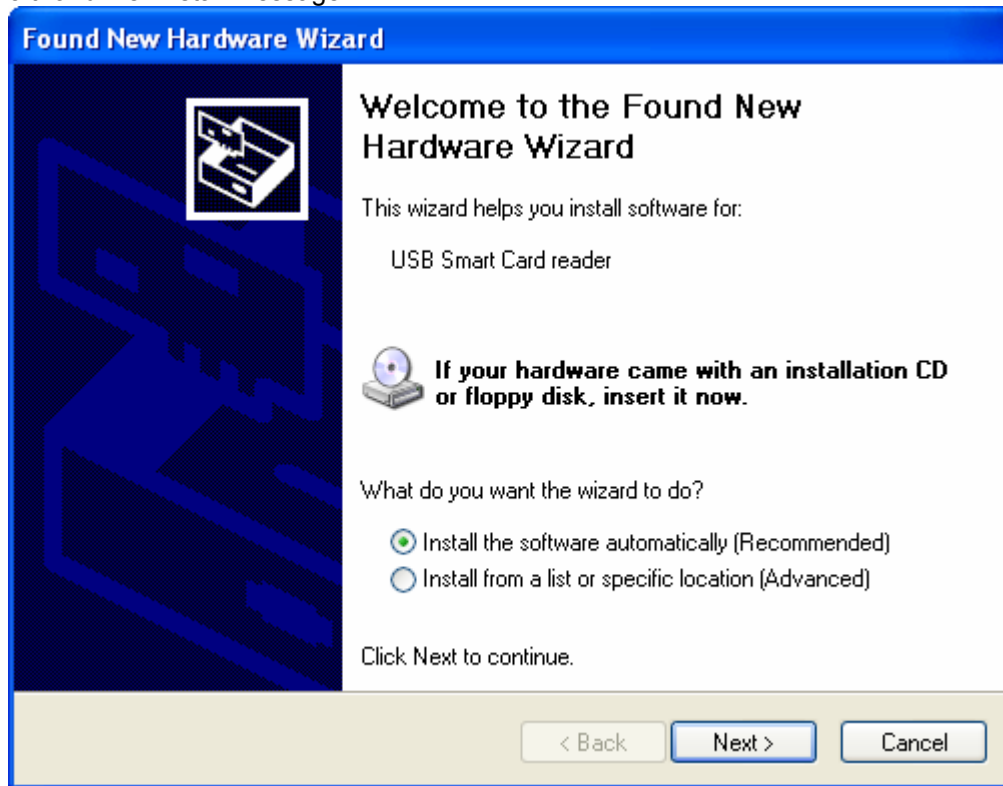 Found New Hardware Wizard
Welcome to the Found New
Hardware Wizard
This wizard helps you install software for:
USB Smart Card reader
If your hardware came with an installation CD
or floppy disk, insert it now.
What do you want the wizard to do?
Install the software automatically (Recommended)
Install from a list or specific location (Advanced)
Click Next to continue.
< Back Next > Cancel